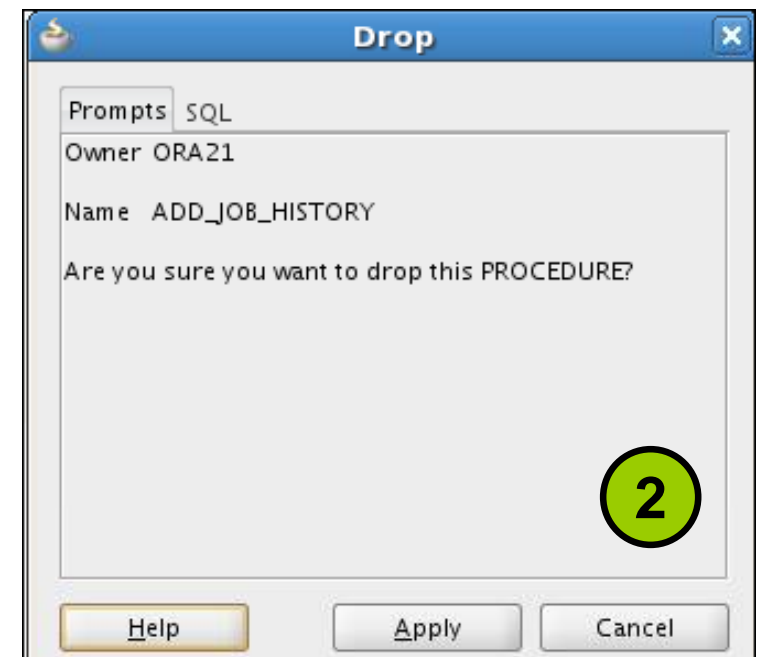 Drop
Prompts SQL
Owner ORA21
Name ADD_JOB_HISTORY
Are you sure you want to drop this PROCEDURE?
2
Help Apply Cancel